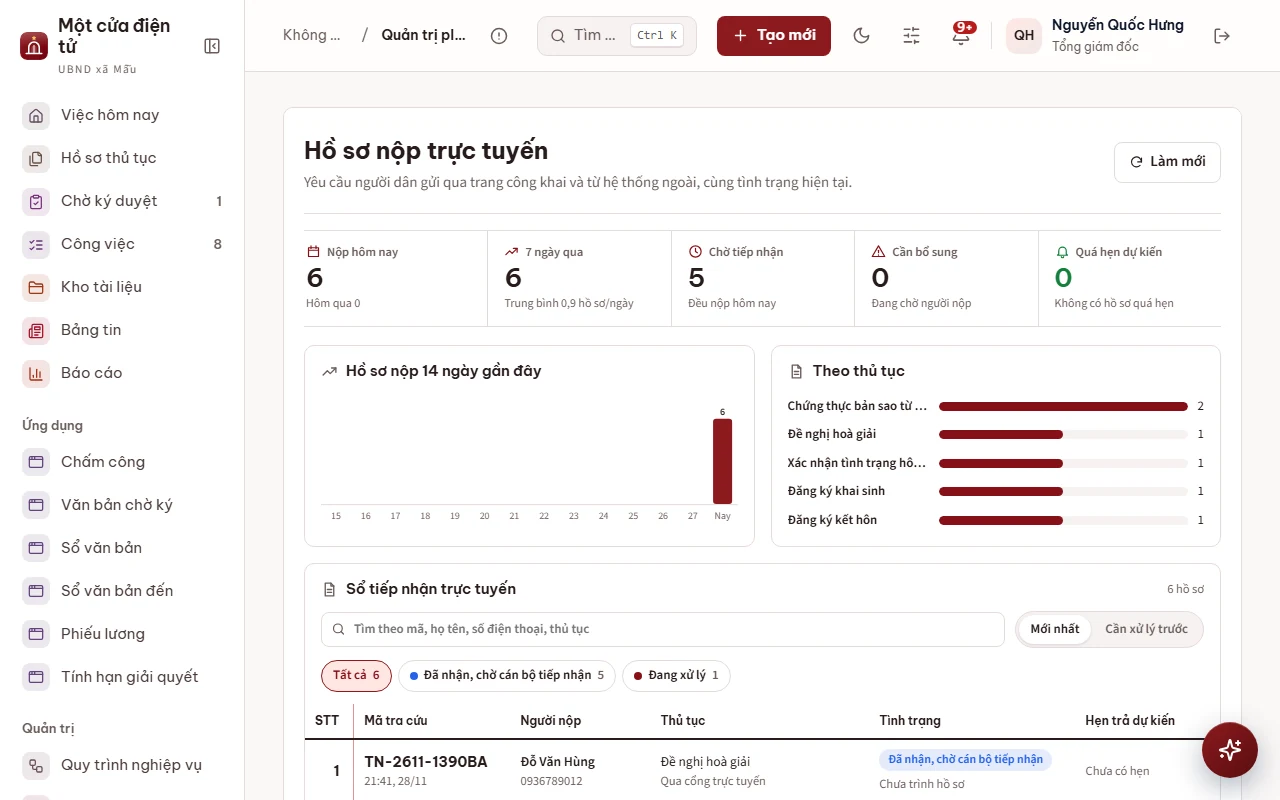 Một cửa điện tử
UBND xã Mẫu
Việc hôm nay
Hồ sơ thủ tục
Chờ ký duyệt 1
Công việc 8
Kho tài liệu
Bảng tin
Báo cáo
Ứng dụng
Chấm công
Văn bản chờ ký
Sổ văn bản
Sổ văn bản đến
Phiếu lương
Tính hạn giải quyết
Quản trị
Quy trình nghiệp vụ
Không ... / Quản trị pl...
Tìm ... Ctrl K
Tạo mới
9+
QH
Nguyễn Quốc Hưng
Tổng giám đốc
Hồ sơ nộp trực tuyến
Yêu cầu người dân gửi qua trang công khai và từ hệ thống ngoài, cùng tình trạng hiện tại.
Làm mới
Nộp hôm nay
6
Hôm qua 0
7 ngày qua
6
Trung bình 0,9 hồ sơ/ngày
Chờ tiếp nhận
5
Đều nộp hôm nay
Cần bổ sung
0
Đang chờ người nộp
Quá hẹn dự kiến
0
Không có hồ sơ quá hẹn
Hồ sơ nộp 14 ngày gần đây
6
15 16 17 18 19 20 21 22 23 24 25 26 27 Nay
Theo thủ tục
Chứng thực bản sao từ ... 2
Đề nghị hoà giải 1
Xác nhận tình trạng hô... 1
Đăng ký khai sinh 1
Đăng ký kết hôn 1
Sổ tiếp nhận trực tuyến
6 hồ sơ
Tìm theo mã, họ tên, số điện thoại, thủ tục
Mới nhất
Cần xử lý trước
Tất cả 6
Đã nhận, chờ cán bộ tiếp nhận 5
Đang xử lý 1
STT Mã tra cứu Người nộp Thủ tục Tình trạng Hẹn trả dự kiến
1
TN-2611-1390BA
21:41, 28/11
Đỗ Văn Hùng
0936789012
Đề nghị hoà giải
Qua cổng trực tuyến
Đã nhận, chờ cán bộ tiếp nhận
Chưa trình hồ sơ
Chưa có hẹn